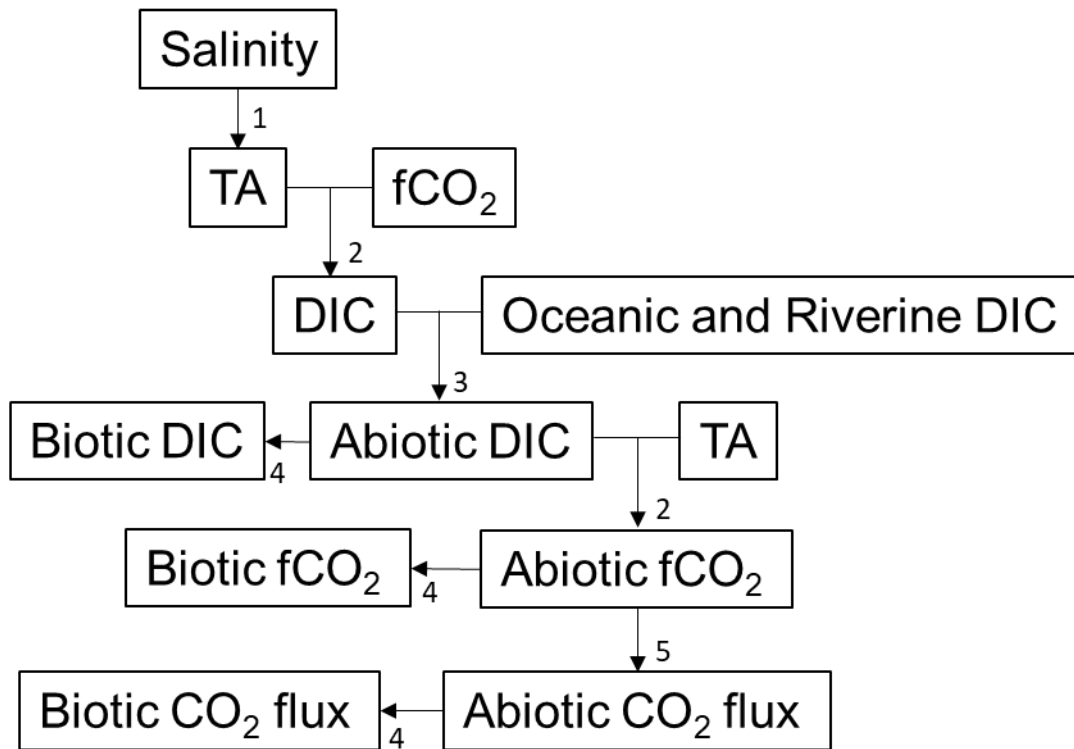 Salinity
1
TA
fCO₂
2
DIC
Oceanic and Riverine DIC
3
Biotic DIC
4
Abiotic DIC
TA
2
Biotic fCO₂
4
Abiotic fCO₂
5
Biotic CO₂ flux
4
Abiotic CO₂ flux